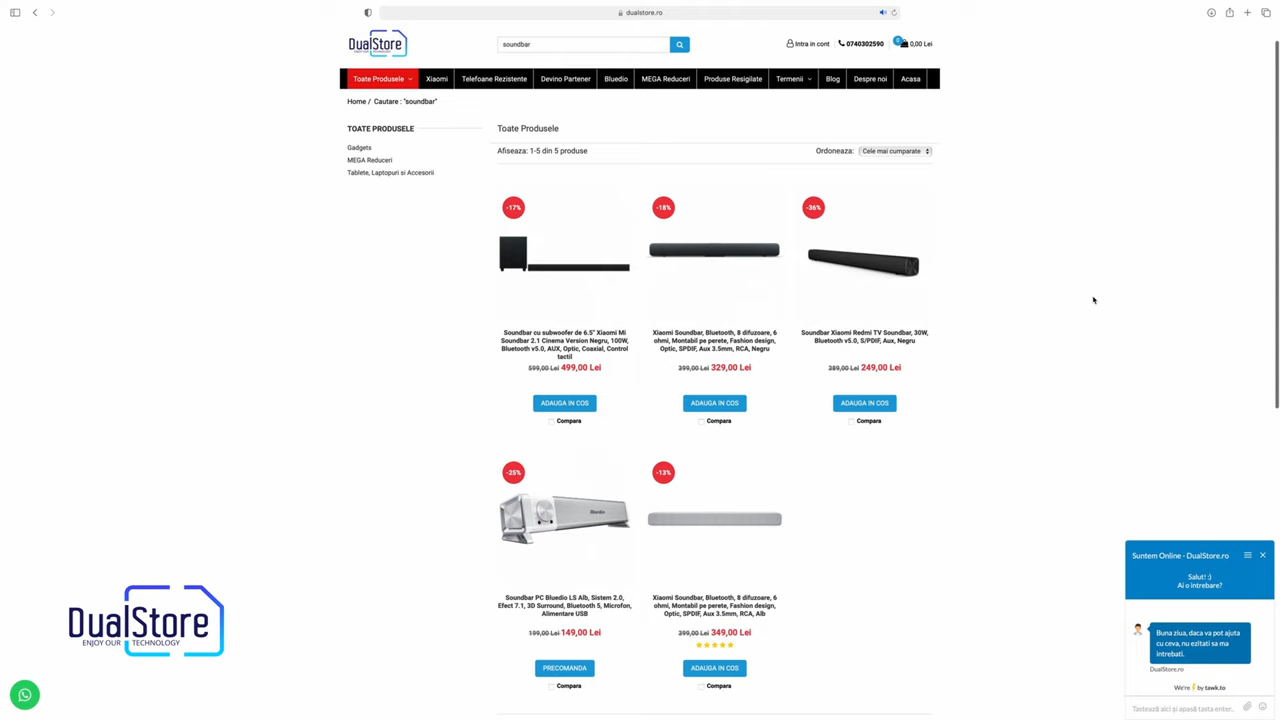 dualstore.ro
DualStore
soundbar
Intra in cont
0740302590
0
0,00 Lei
Toate Produsele
Xiaomi
Telefoane Rezistente
Devino Partener
Bluedio
MEGA Reduceri
Produse Resigilate
Termenii
Blog
Despre noi
Acasa
Home / Cautare : "soundbar"
TOATE PRODUSELE
Gadgets
MEGA Reduceri
Tablete, Laptopuri si Accesorii
Toate Produsele
Afiseaza: 1-5 din 5 produse
Ordoneaza:
Cele mai cumparate
-17%
Soundbar cu subwoofer de 6.5" Xiaomi Mi
Soundbar 2.1 Cinema Version Negru, 100W,
Bluetooth v5.0, AUX, Optic, Coaxial, Control
tactil
599,00 Lei 499,00 Lei
ADAUGA IN COS
Compara
-18%
Xiaomi Soundbar, Bluetooth, 8 difuzoare, 6
ohmi, Montabil pe perete, Fashion design,
Optic, SPDIF, Aux 3.5mm, RCA, Negru
399,00 Lei 329,00 Lei
ADAUGA IN COS
Compara
-36%
Soundbar Xiaomi Redmi TV Soundbar, 30W,
Bluetooth v5.0, S/PDIF, Aux, Negru
389,00 Lei 249,00 Lei
ADAUGA IN COS
Compara
-25%
Bluedio
Soundbar PC Bluedio LS Alb, Sistem 2.0,
Efect 7.1, 3D Surround, Bluetooth 5, Microfon,
Alimentare USB
199,00 Lei 149,00 Lei
PRECOMANDA
Compara
-13%
Xiaomi Soundbar, Bluetooth, 8 difuzoare, 6
ohmi, Montabil pe perete, Fashion design,
Optic, SPDIF, Aux 3.5mm, RCA, Alb
399,00 Lei 349,00 Lei
ADAUGA IN COS
Compara
DualStore
ENJOY OUR TECHNOLOGY
Suntem Online - DualStore.ro
Salut! :)
Ai o intrebare?
Buna ziua, daca va pot ajuta
cu ceva, nu ezitati sa ma
intrebati.
DualStore.ro
We're by tawk.to
Tastează aici și apasă tasta enter..